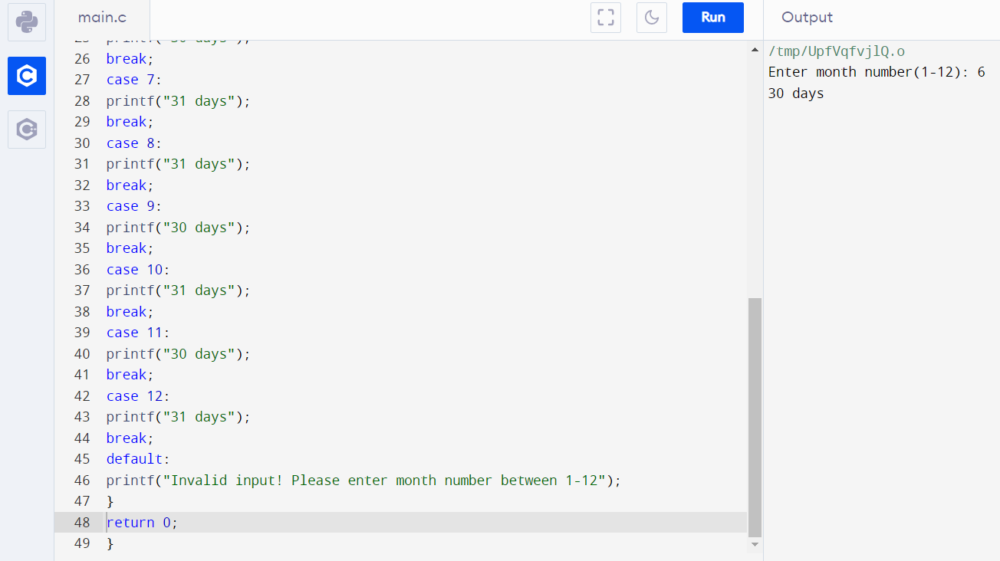 main.c
Run
Output
26 break;
27 case 7:
28 printf("31 days");
29 break;
30 case 8:
31 printf("31 days");
32 break;
33 case 9:
34 printf("30 days");
35 break;
36 case 10:
37 printf("31 days");
38 break;
39 case 11:
40 printf("30 days");
41 break;
42 case 12:
43 printf("31 days");
44 break;
45 default:
46 printf("Invalid input! Please enter month number between 1-12");
47 }
48 return 0;
49 }
/tmp/UpfVqfvjlQ.o
Enter month number(1-12): 6
30 days